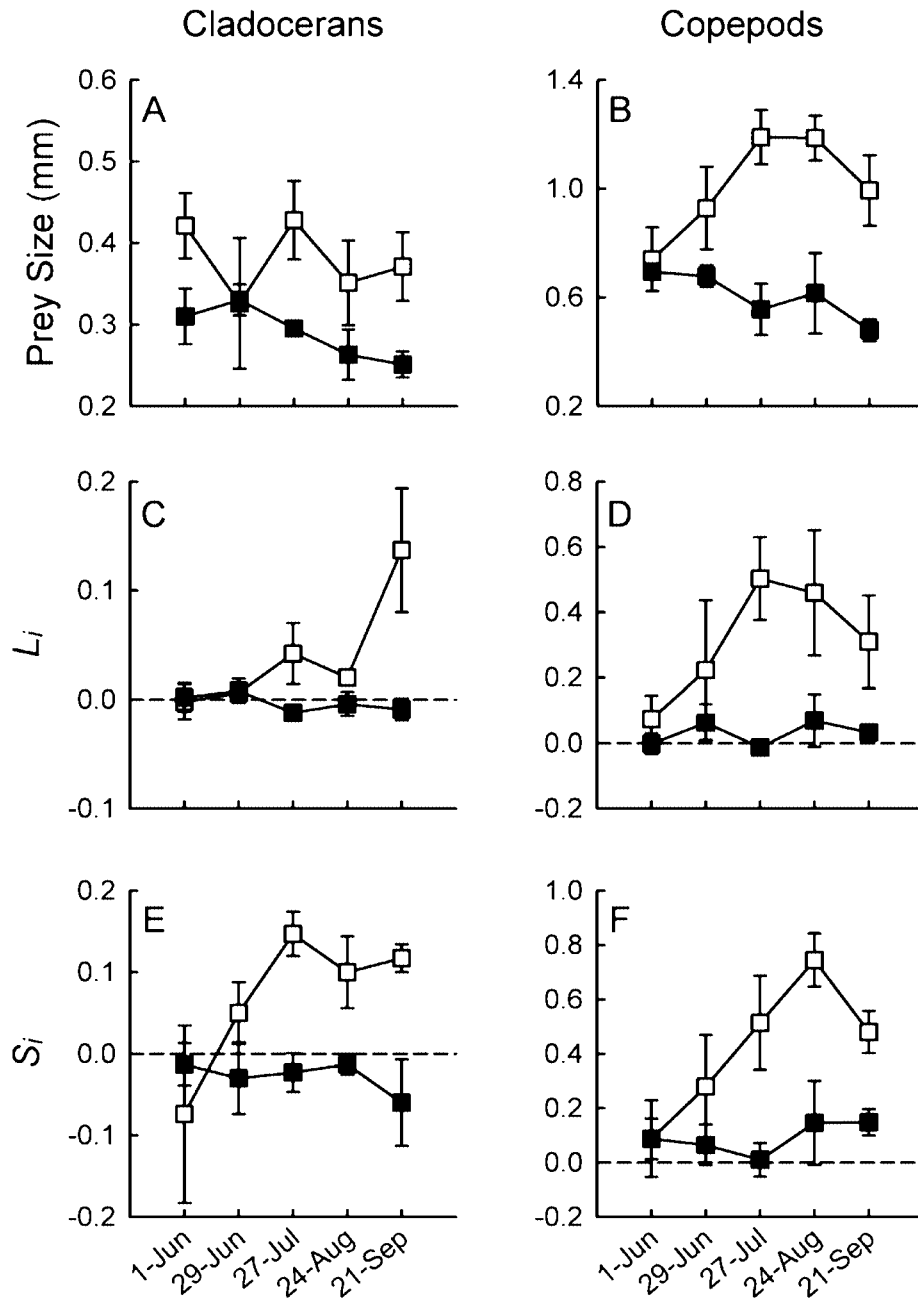 Cladocerans
Copepods
Prey Size (mm)
A
0.6
0.5
0.4
0.3
0.2
B
1.4
1.0
0.6
0.2
Li
C
0.2
0.1
0.0
-0.1
D
0.8
0.6
0.4
0.2
0.0
-0.2
Si
E
0.2
0.1
0.0
-0.1
-0.2
F
1.0
0.8
0.6
0.4
0.2
0.0
-0.2
1-Jun
29-Jun
27-Jul
24-Aug
21-Sep
1-Jun
29-Jun
27-Jul
24-Aug
21-Sep